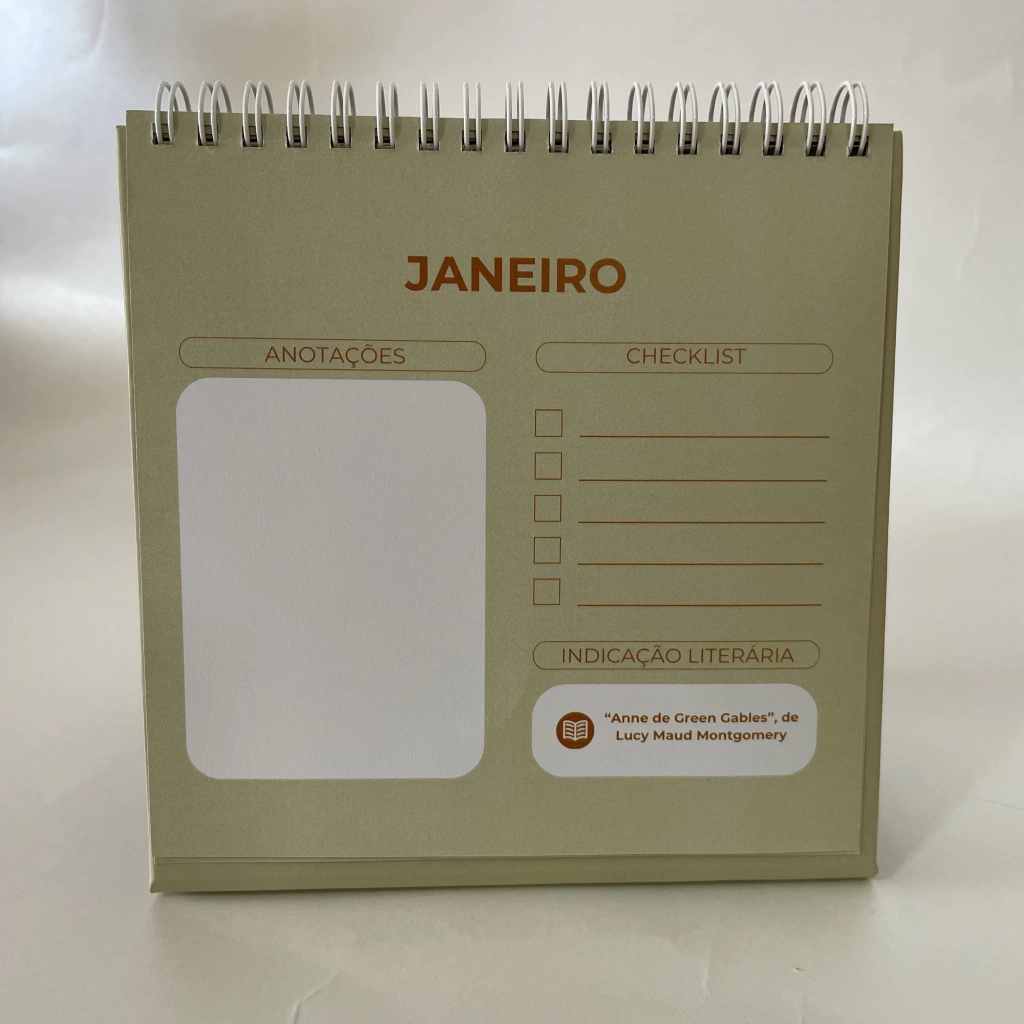 JANEIRO
ANOTAÇÕES
CHECKLIST
INDICAÇÃO LITERÁRIA
“Anne de Green Gables”, de
Lucy Maud Montgomery